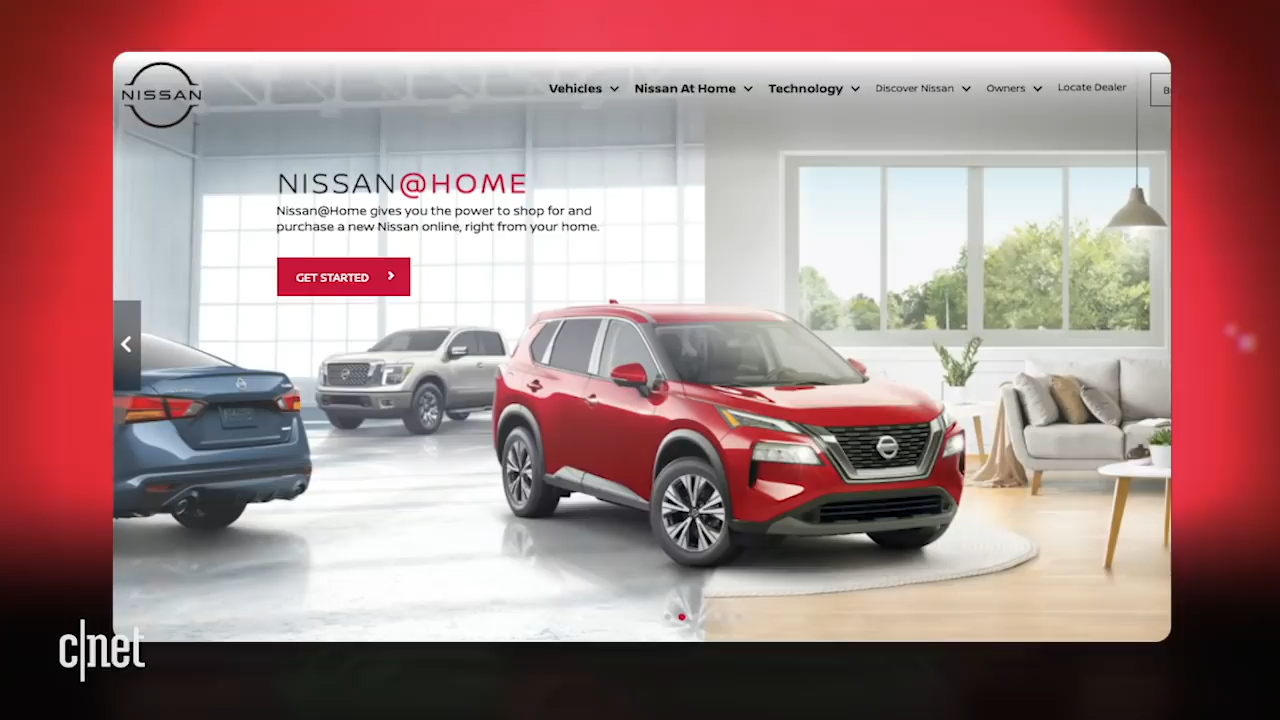 NISSAN
Vehicles
Nissan At Home
Technology
Discover Nissan
Owners
Locate Dealer
NISSAN@HOME
Nissan@Home gives you the power to shop for and
purchase a new Nissan online, right from your home.
GET STARTED
c|net